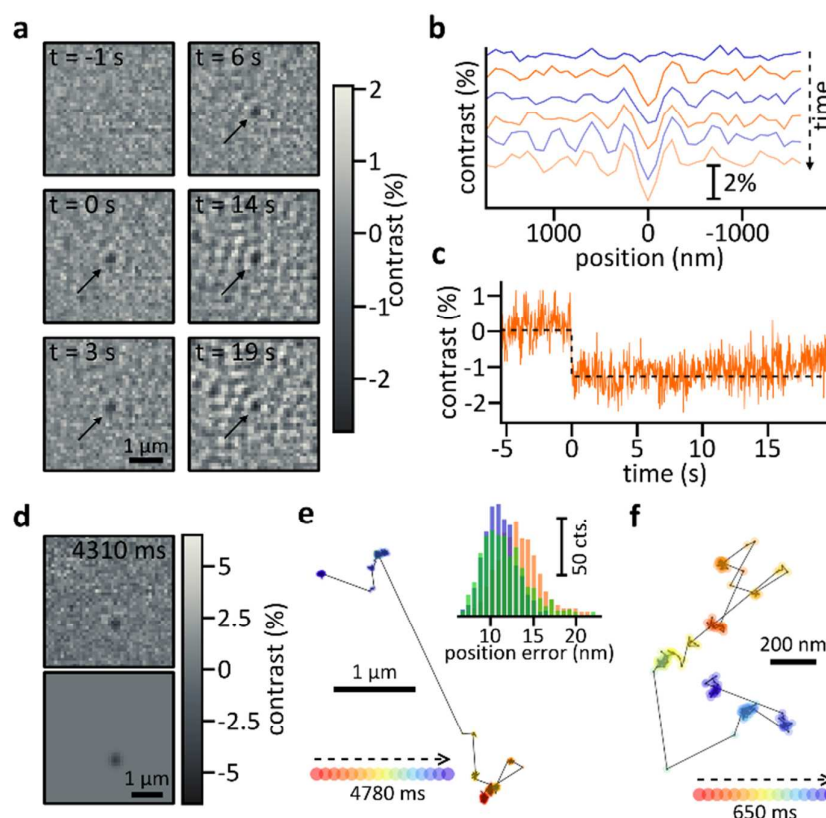 a
t = -1 s
t = 6 s
t = 0 s
t = 14 s
t = 3 s
t = 19 s
1 μm
2
1
0
-1
-2
contrast (%)
b
contrast (%)
time
2%
1000 0 -1000
position (nm)
c
contrast (%)
1
0
-1
-2
-5 0 5 10 15
time (s)
d
4310 ms
1 μm
5
2.5
0
-2.5
-5
contrast (%)
e
50 cts.
10 15 20
position error (nm)
1 μm
4780 ms
f
200 nm
650 ms